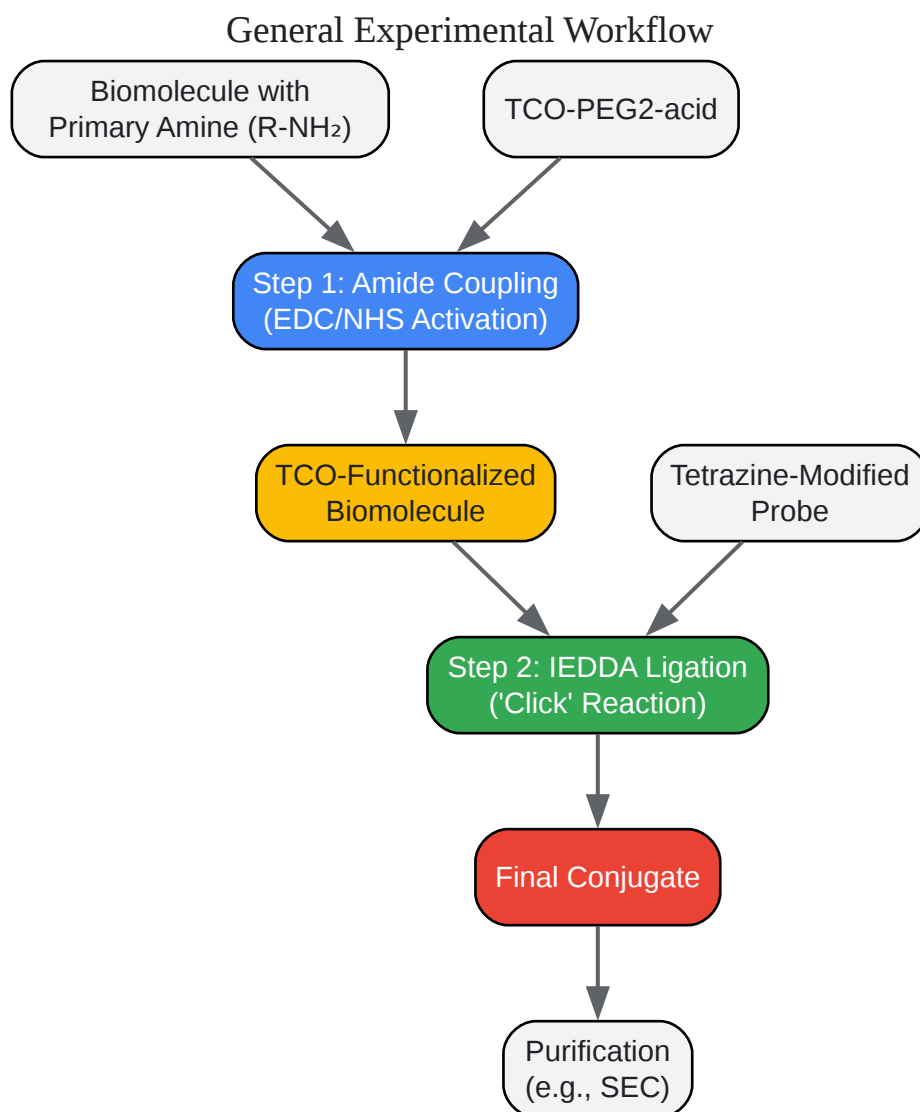 General Experimental Workflow
Biomolecule with
Primary Amine (R-NH₂)
TCO-PEG2-acid
Step 1: Amide Coupling
(EDC/NHS Activation)
TCO-Functionalized
Biomolecule
Tetrazine-Modified
Probe
Step 2: IEDDA Ligation
('Click' Reaction)
Final Conjugate
Purification
(e.g., SEC)